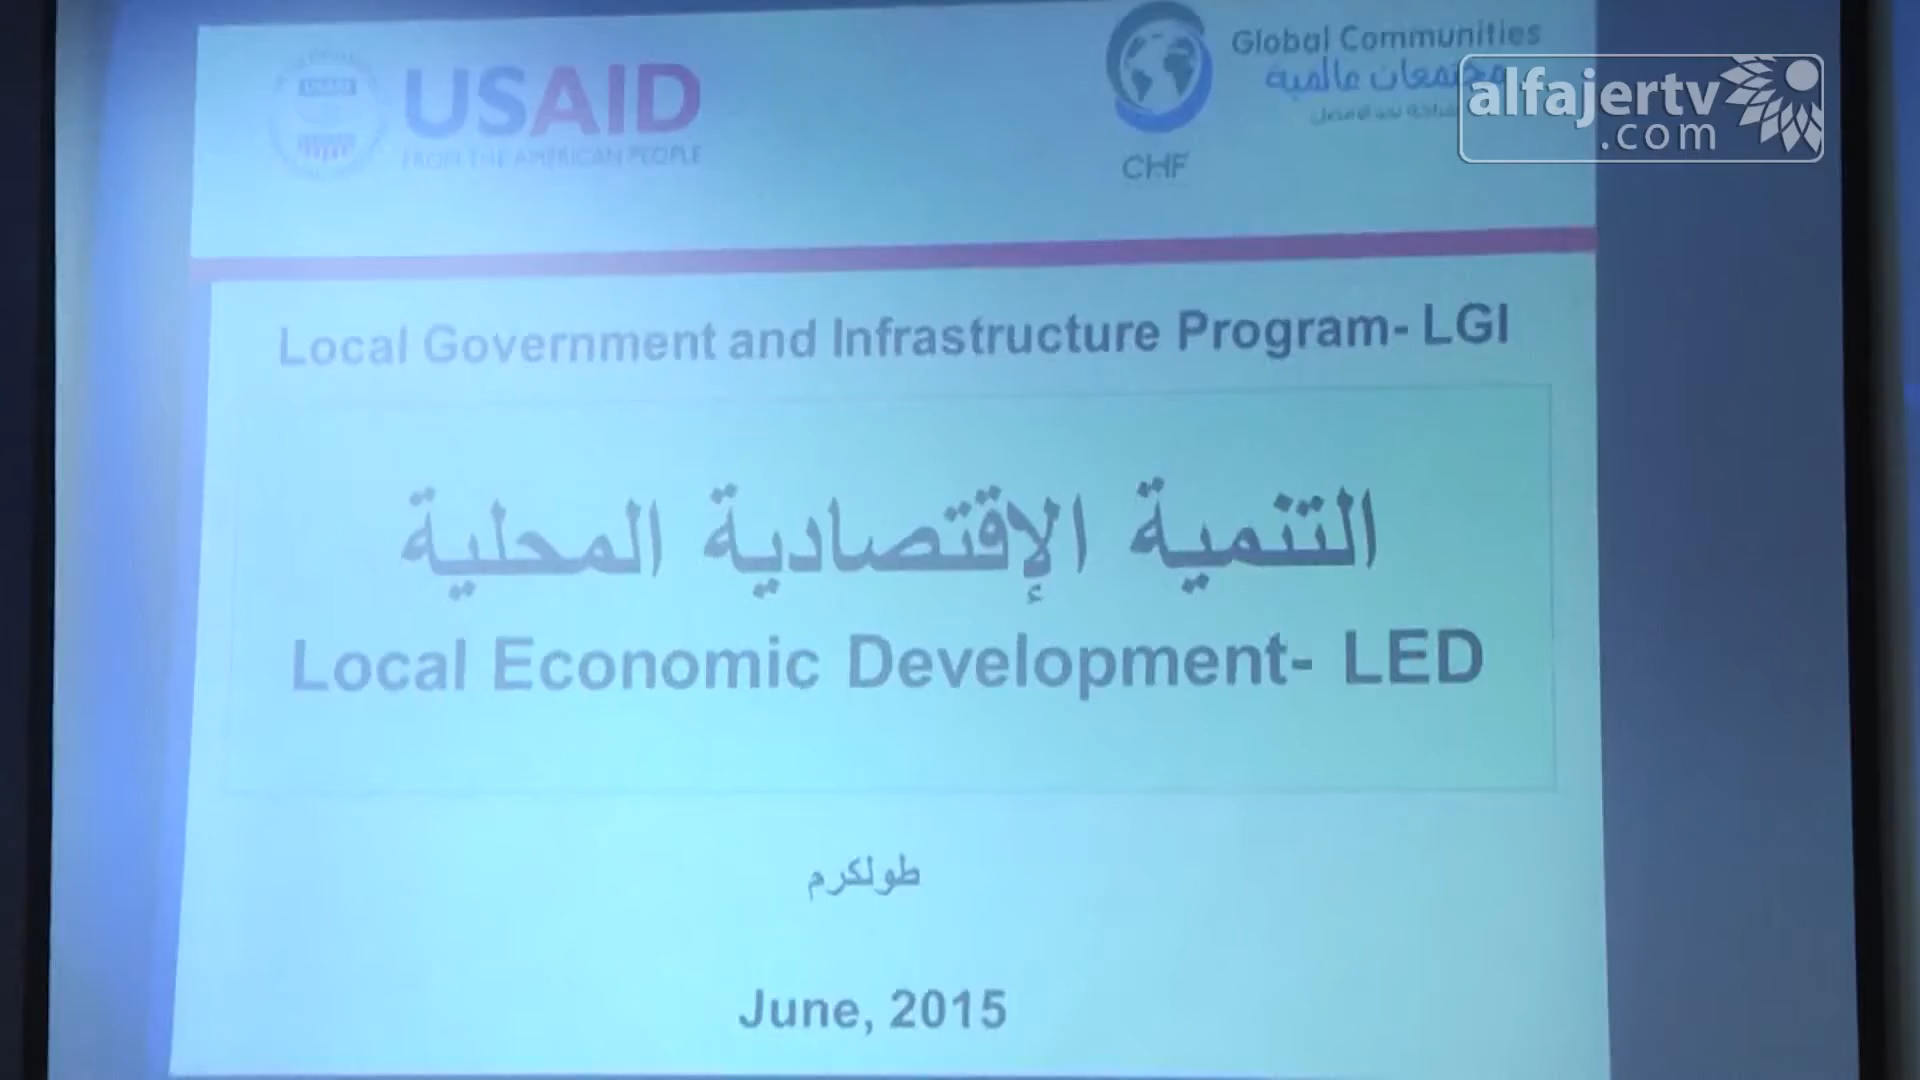 USAID
FROM THE AMERICAN PEOPLE
Global Communities
مجتمعات عالمية
CHF
alfajertv
.com
Local Government and Infrastructure Program- LGI
التنمية الإقتصادية المحلية
Local Economic Development- LED
طولكرم
June, 2015